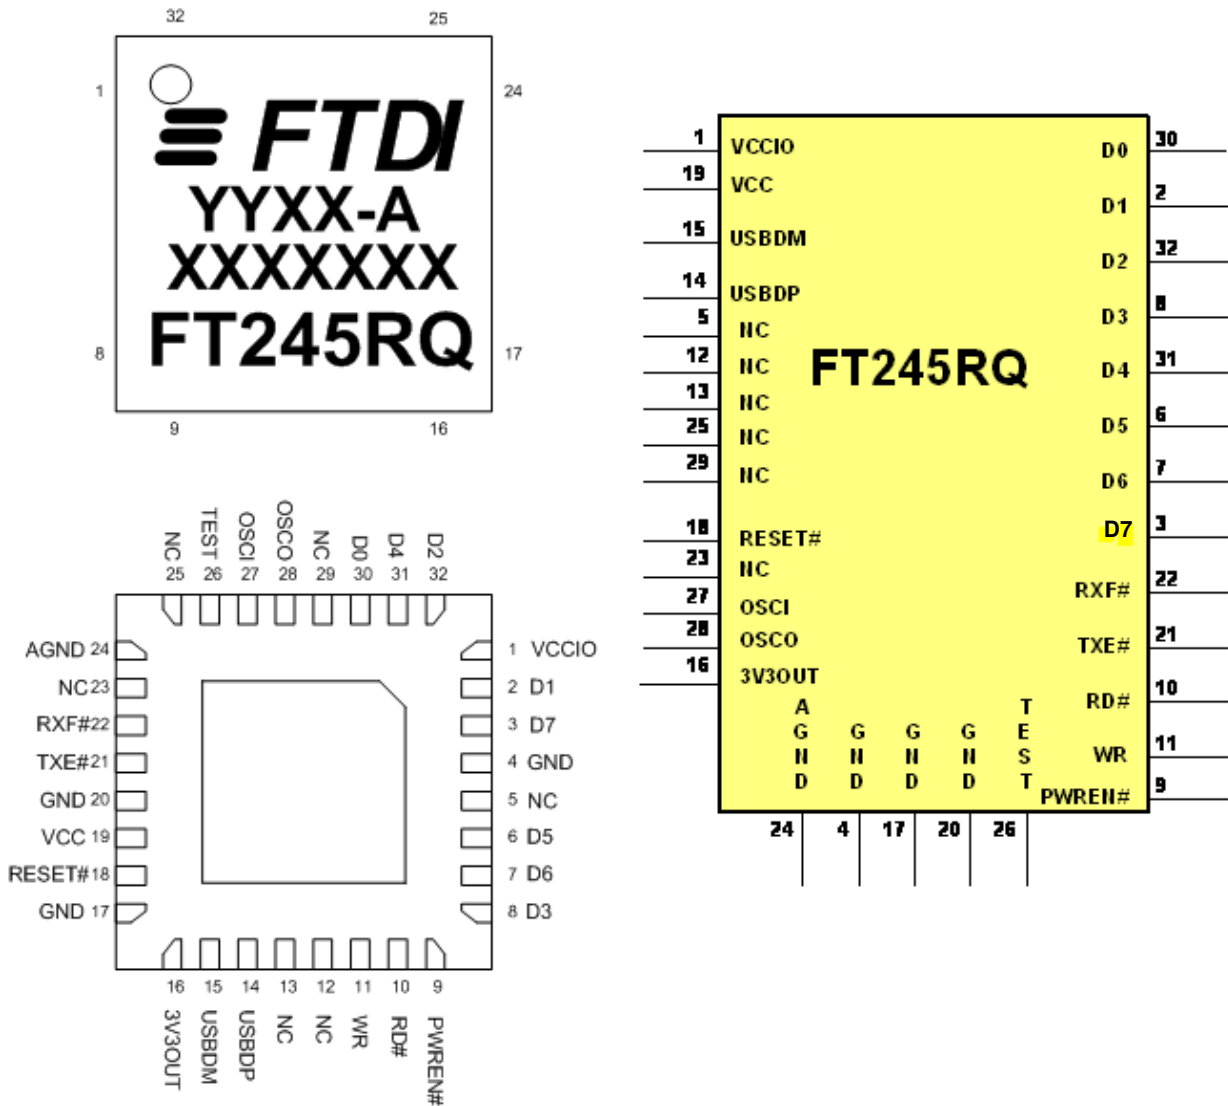 32 25
1 24
FTDI
YYXX-A
XXXXXXX
FT245RQ
8 17
9 16
NC 25
TEST 26
OSCI 27
OSCO 28
NC 29
D0 30
D4 31
D2 32
AGND 24
NC 23
RXF# 22
TXE# 21
GND 20
VCC 19
RESET# 18
GND 17
1 VCCIO
2 D1
3 D7
4 GND
5 NC
6 D5
7 D6
8 D3
16 3V3OUT
15 USBDM
14 USBDP
13 NC
12 NC
11 WR
10 RD#
9 PWREN#
FT245RQ
1 VCCIO
19 VCC
15 USBDM
14 USBDP
5 NC
12 NC
13 NC
25 NC
29 NC
18 RESET#
23 NC
27 OSCI
28 OSCO
16 3V3OUT
D0 30
D1 2
D2 32
D3 8
D4 31
D5 6
D6 7
D7 3
RXF# 22
TXE# 21
RD# 10
WR 11
PWREN# 9
AGND 24
GND 4
GND 17
GND 20
TEST 26